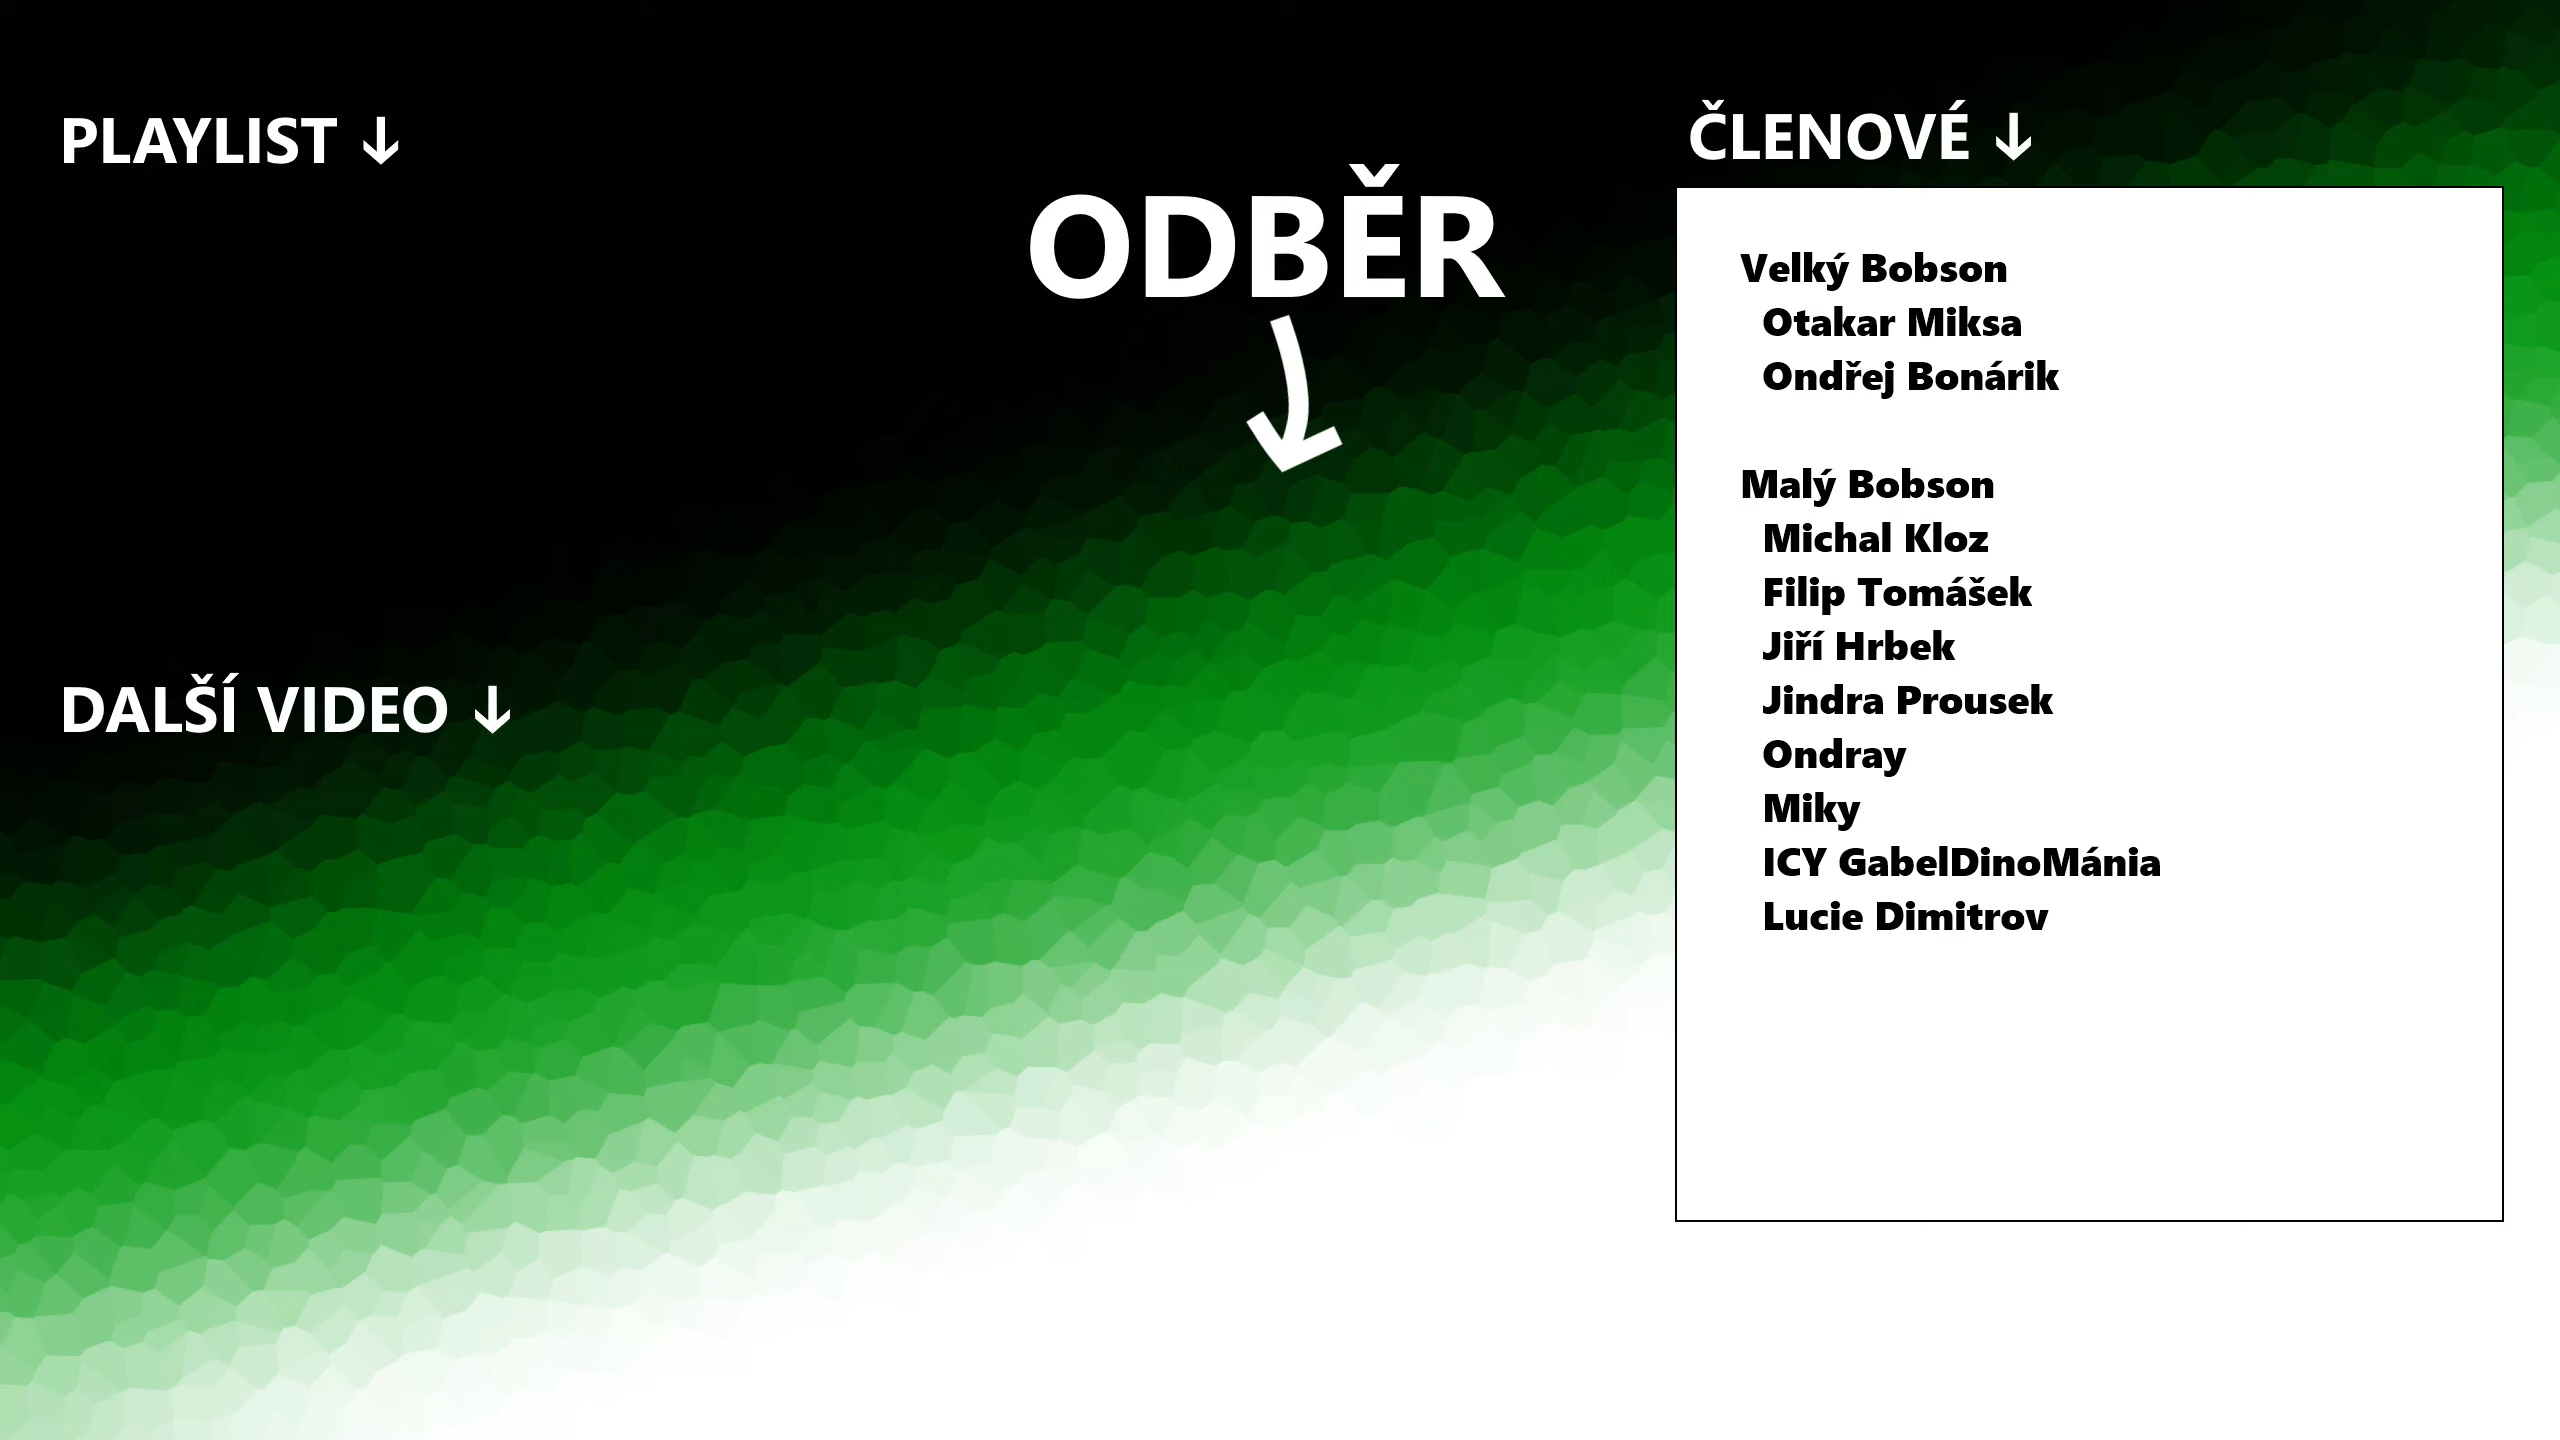 PLAYLIST ↓
DALŠÍ VIDEO ↓
ODBĚR
ČLENOVÉ ↓
Velký Bobson
Otakar Miksa
Ondřej Bonárik
Malý Bobson
Michal Kloz
Filip Tomášek
Jiří Hrbek
Jindra Prousek
Ondray
Miky
ICY GabelDinoMánia
Lucie Dimitrov